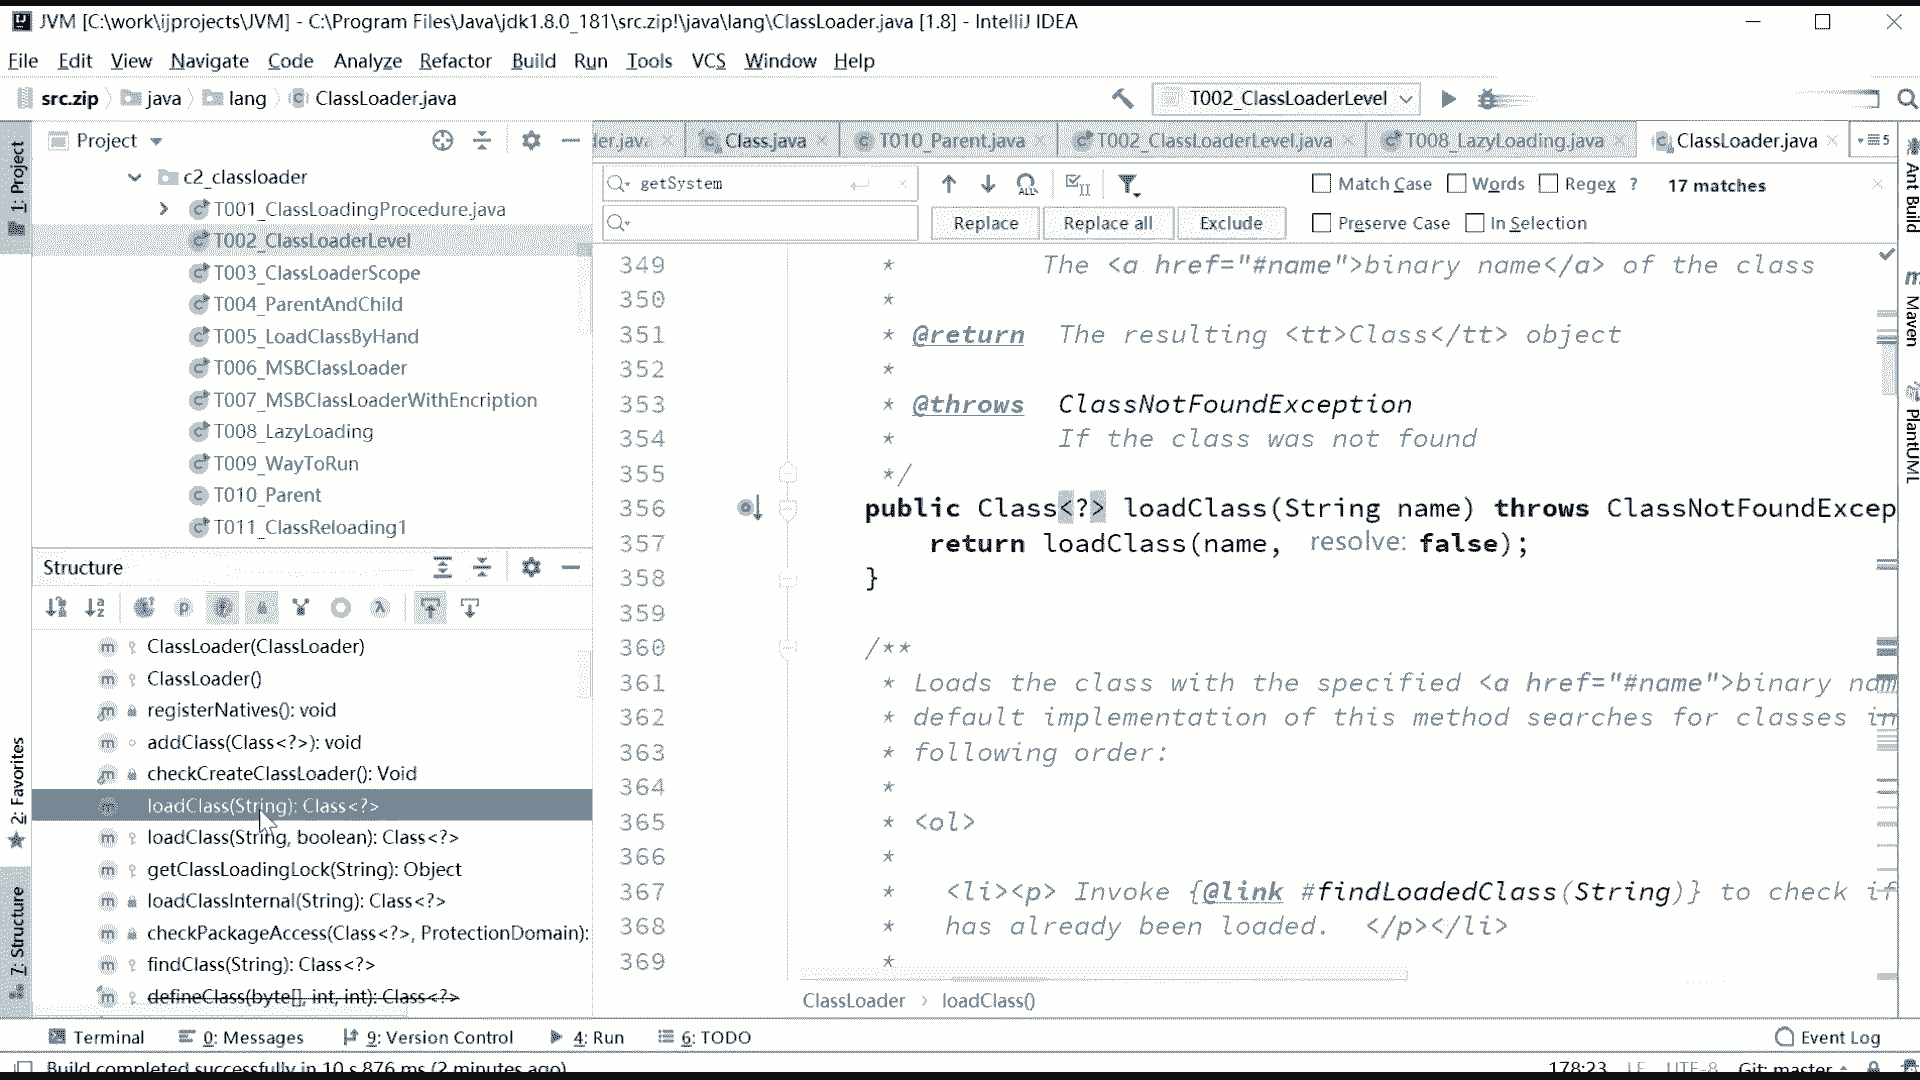 JVM [C:\work\ijprojects\JVM] - C:\Program Files\Java\jdk1.8.0_181\src.zip!\java\lang\ClassLoader.java [1.8] - IntelliJ IDEA
File Edit View Navigate Code Analyze Refactor Build Run Tools VCS Window Help
src.zip java lang ClassLoader.java T002_ClassLoaderLevel
1: Project
Project
c2_classloader
T001_ClassLoadingProcedure.java
T002_ClassLoaderLevel
T003_ClassLoaderScope
T004_ParentAndChild
T005_LoadClassByHand
T006_MSBClassLoader
T007_MSBClassLoaderWithEncription
T008_LazyLoading
T009_WayToRun
T010_Parent
T011_ClassReloading1
Structure
ClassLoader(ClassLoader)
ClassLoader()
registerNatives(): void
addClass(Class<?>): void
checkCreateClassLoader(): Void
loadClass(String): Class<?>
loadClass(String, boolean): Class<?>
getClassLoadingLock(String): Object
loadClassInternal(String): Class<?>
checkPackageAccess(Class<?>, ProtectionDomain):
findClass(String): Class<?>
defineClass(byte[], int, int): Class<?>
2: Favorites
7: Structure
der.java Class.java T010_Parent.java T002_ClassLoaderLevel.java T008_LazyLoading.java ClassLoader.java 5
getSystem Match Case Words Regex ? 17 matches
Replace Replace all Exclude Preserve Case In Selection
349 * The <a href="#name">binary name</a> of the class
350 *
351 * @return The resulting <tt>Class</tt> object
352 *
353 * @throws ClassNotFoundException
354 * If the class was not found
355 */
356 public Class<?> loadClass(String name) throws ClassNotFoundExcep
357 return loadClass(name, resolve: false);
358 }
359
360 /**
361 * Loads the class with the specified <a href="#name">binary nam
362 * default implementation of this method searches for classes in
363 * following order:
364 *
365 * <ol>
366 *
367 * <li><p> Invoke {@link #findLoadedClass(String)} to check if
368 * has already been loaded. </p></li>
369 *
ClassLoader › loadClass()
Ant Build
Maven
PlantUML
Terminal 0: Messages 9: Version Control 4: Run 6: TODO Event Log
Build completed successfully in 10 s 876 ms (2 minutes ago) 178:23 LF UTF-8 Git: master